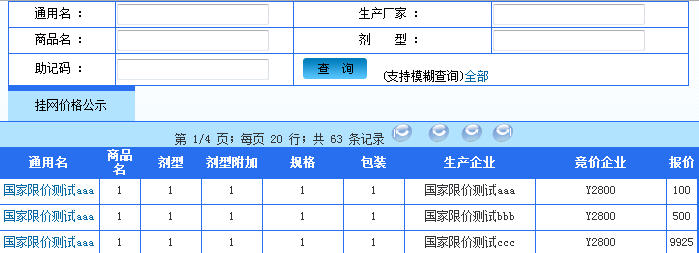 通用名 ： 生产厂家 ：
商品名 ： 剂 型 ：
助记码 ： 查 询 (支持模糊查询)全部
挂网价格公示
第 1/4 页；每页 20 行；共 63 条记录
通用名 商品名 剂型 剂型附加 规格 包装 生产企业 竞价企业 报价
国家限价测试aaa 1 1 1 1 1 国家限价测试aaa Y2800 100
国家限价测试aaa 1 1 1 1 1 国家限价测试bbb Y2800 500
国家限价测试aaa 1 1 1 1 1 国家限价测试ccc Y2800 9925